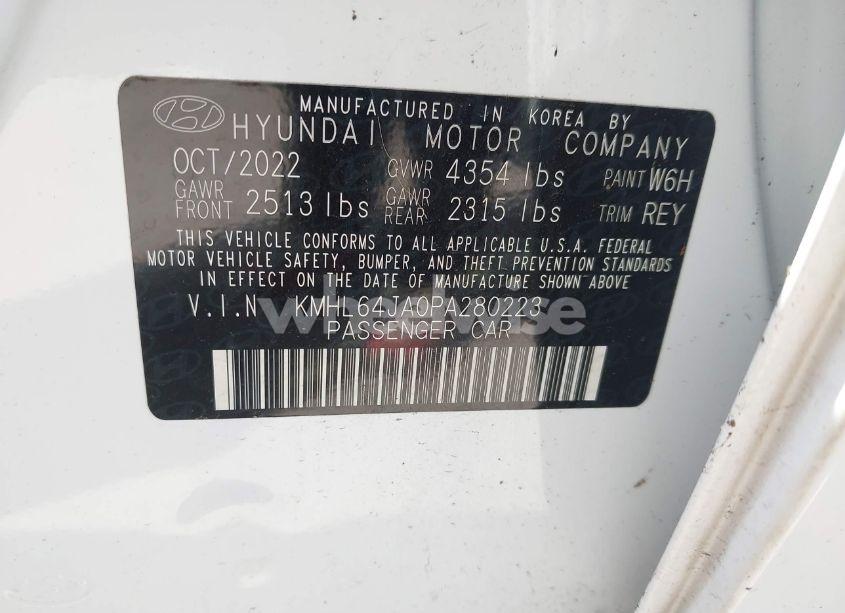 MANUFACTURED IN KOREA BY
HYUNDAI MOTOR COMPANY
OCT/2022 GVWR 4354 lbs PAINT W6H
GAWR FRONT 2513 lbs GAWR REAR 2315 lbs TRIM REY
THIS VEHICLE CONFORMS TO ALL APPLICABLE U.S.A. FEDERAL
MOTOR VEHICLE SAFETY, BUMPER, AND THEFT PREVENTION STANDARDS
IN EFFECT ON THE DATE OF MANUFACTURE SHOWN ABOVE
V.I.N KMHL64JA0PA280223
PASSENGER CAR